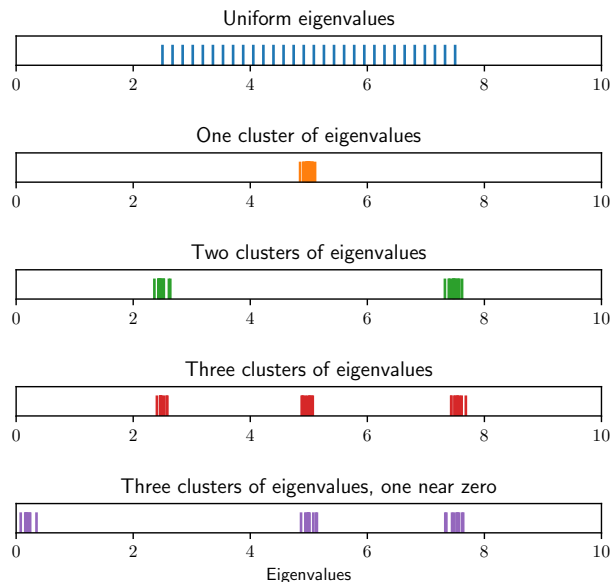 Uniform eigenvalues
0 2 4 6 8 10
One cluster of eigenvalues
0 2 4 6 8 10
Two clusters of eigenvalues
0 2 4 6 8 10
Three clusters of eigenvalues
0 2 4 6 8 10
Three clusters of eigenvalues, one near zero
0 2 4 6 8 10
Eigenvalues